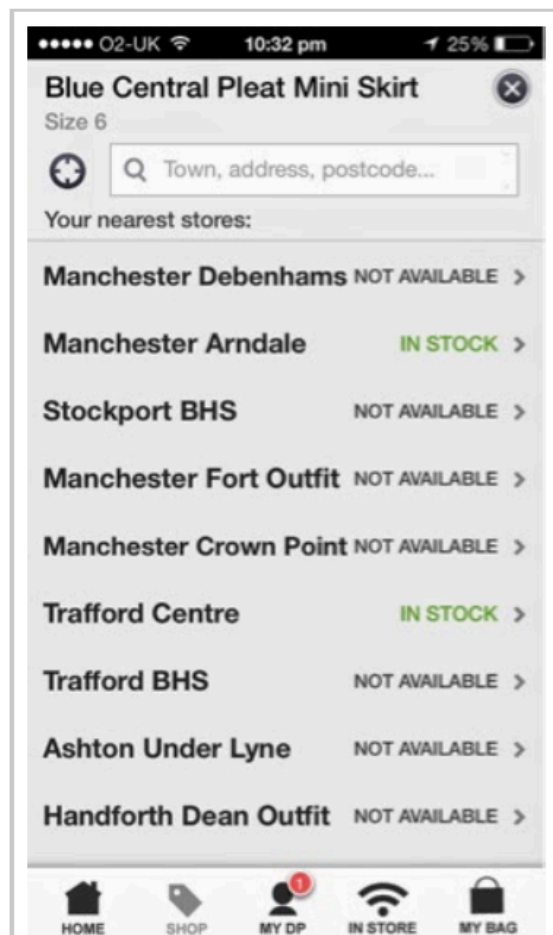 O2-UK 10:32 pm 25%
Blue Central Pleat Mini Skirt
Size 6
Town, address, postcode...
Your nearest stores:
Manchester Debenhams NOT AVAILABLE
Manchester Arndale IN STOCK
Stockport BHS NOT AVAILABLE
Manchester Fort Outfit NOT AVAILABLE
Manchester Crown Point NOT AVAILABLE
Trafford Centre IN STOCK
Trafford BHS NOT AVAILABLE
Ashton Under Lyne NOT AVAILABLE
Handforth Dean Outfit NOT AVAILABLE
1
HOME SHOP MY DP IN STORE MY BAG